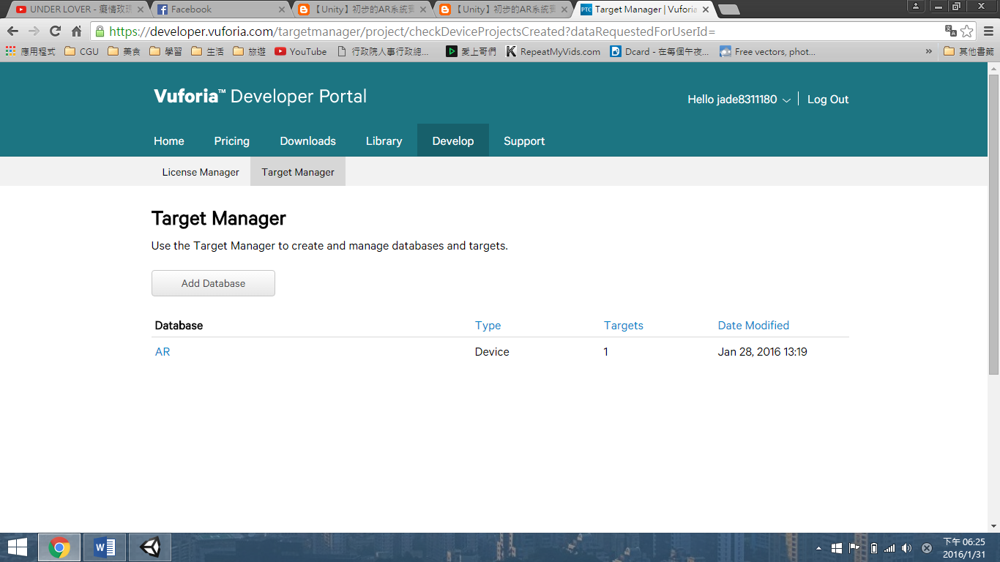 UNDER LOVER - 癡情玫瑰
Facebook
【Unity】初步的AR系統實
【Unity】初步的AR系統實
PTC Target Manager | Vuforia
https://developer.vuforia.com/targetmanager/project/checkDeviceProjectsCreated?dataRequestedForUserId=
應用程式 CGU 美食 學習 生活 旅遊 YouTube 行政院人事行政總... 愛上哥們 RepeatMyVids.com Dcard - 在每個午夜... Free vectors, phot... » 其他書籤
Vuforia™ Developer Portal
Hello jade8311180 Log Out
Home Pricing Downloads Library Develop Support
License Manager Target Manager
Target Manager
Use the Target Manager to create and manage databases and targets.
Add Database
Database Type Targets Date Modified
AR Device 1 Jan 28, 2016 13:19
下午 06:25
2016/1/31